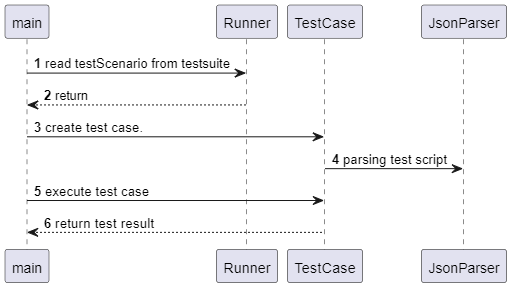 main Runner TestCase JsonParser
1 read testScenario from testsuite
2 return
3 create test case.
4 parsing test script
5 execute test case
6 return test result
main Runner TestCase JsonParser